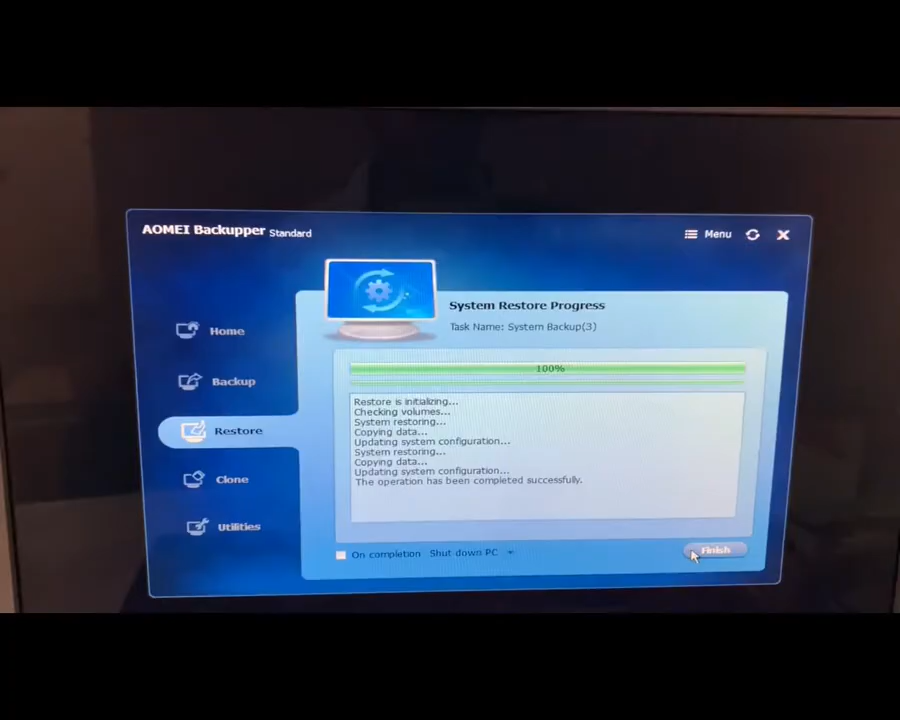 AOMEI Backupper Standard
Menu
System Restore Progress
Task Name: System Backup(3)
Home
Backup
Restore
Clone
Utilities
100%
Restore is initializing...
Checking volumes...
System restoring...
Copying data...
Updating system configuration...
System restoring...
Copying data...
Updating system configuration...
The operation has been completed successfully.
On completion Shut down PC
Finish